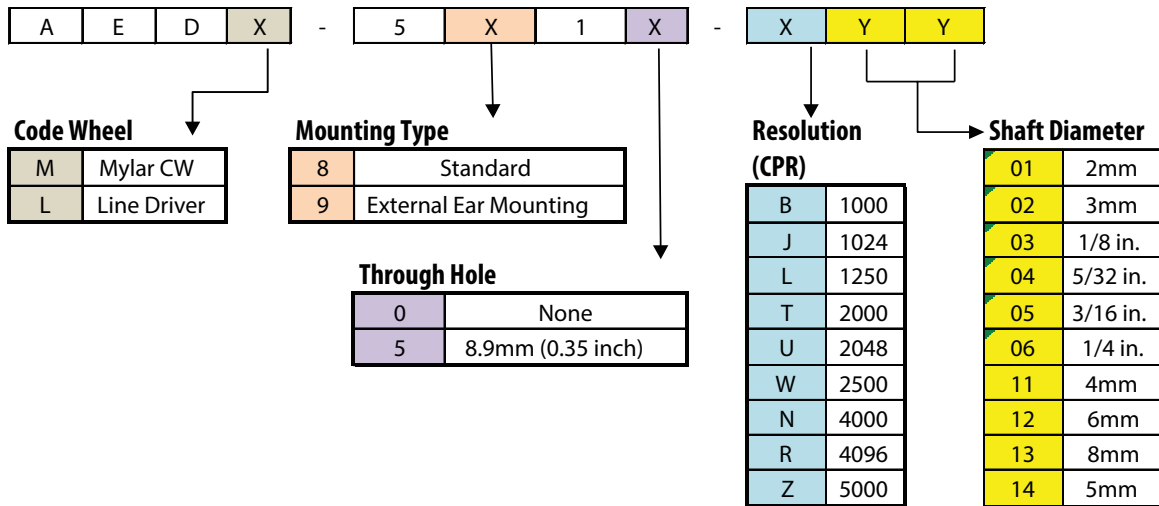 A E D X - 5 X 1 X - X Y Y
Code Wheel
M Mylar CW
L Line Driver
Mounting Type
8 Standard
9 External Ear Mounting
Through Hole
0 None
5 8.9mm (0.35 inch)
Resolution
(CPR)
B 1000
J 1024
L 1250
T 2000
U 2048
W 2500
N 4000
R 4096
Z 5000
Shaft Diameter
01 2mm
02 3mm
03 1/8 in.
04 5/32 in.
05 3/16 in.
06 1/4 in.
11 4mm
12 6mm
13 8mm
14 5mm